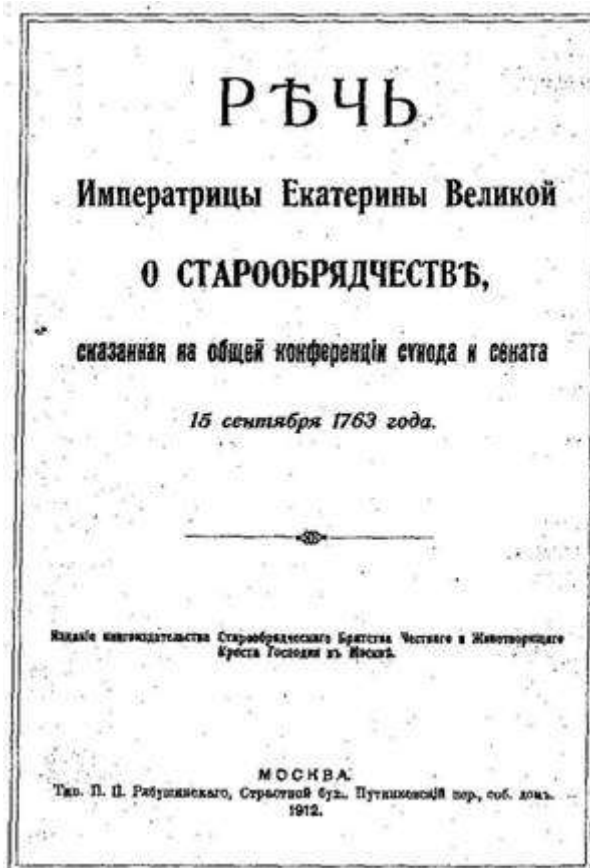 РѢЧЬ
Императрицы Екатерины Великой
О СТАРООБРЯДЧЕСТВѢ,
сказанная на общей конференціи сѵнода и сената
15 сентября 1763 года.
Изданіе книгоиздательства Старообрядческаго Братства Честнаго и Животворящаго
Креста Господня въ Москвѣ.
МОСКВА.
Тип. П. П. Рябушинскаго, Страстной бул., Путинковскій пер., соб. домъ.
1912.